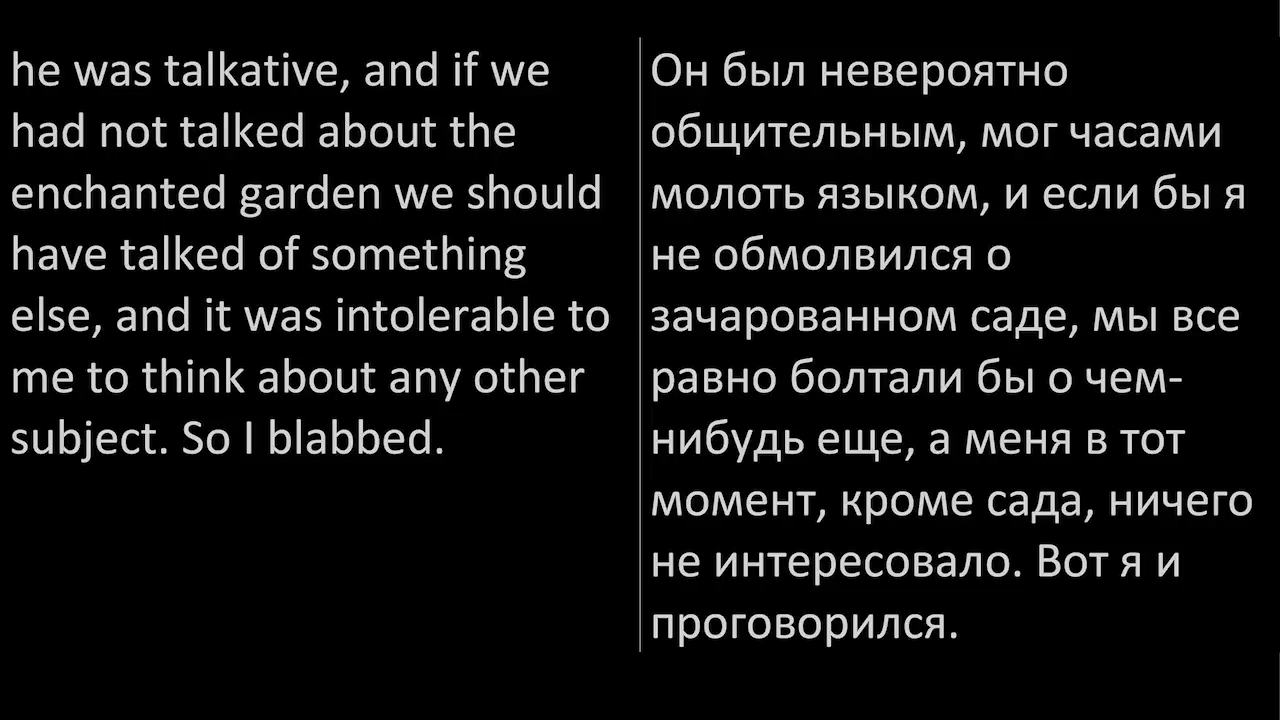 he was talkative, and if we
had not talked about the
enchanted garden we should
have talked of something
else, and it was intolerable to
me to think about any other
subject. So I blabbed.
Он был невероятно
общительным, мог часами
молоть языком, и если бы я
не обмолвился о
зачарованном саде, мы все
равно болтали бы о чем-
нибудь еще, а меня в тот
момент, кроме сада, ничего
не интересовало. Вот я и
проговорился.